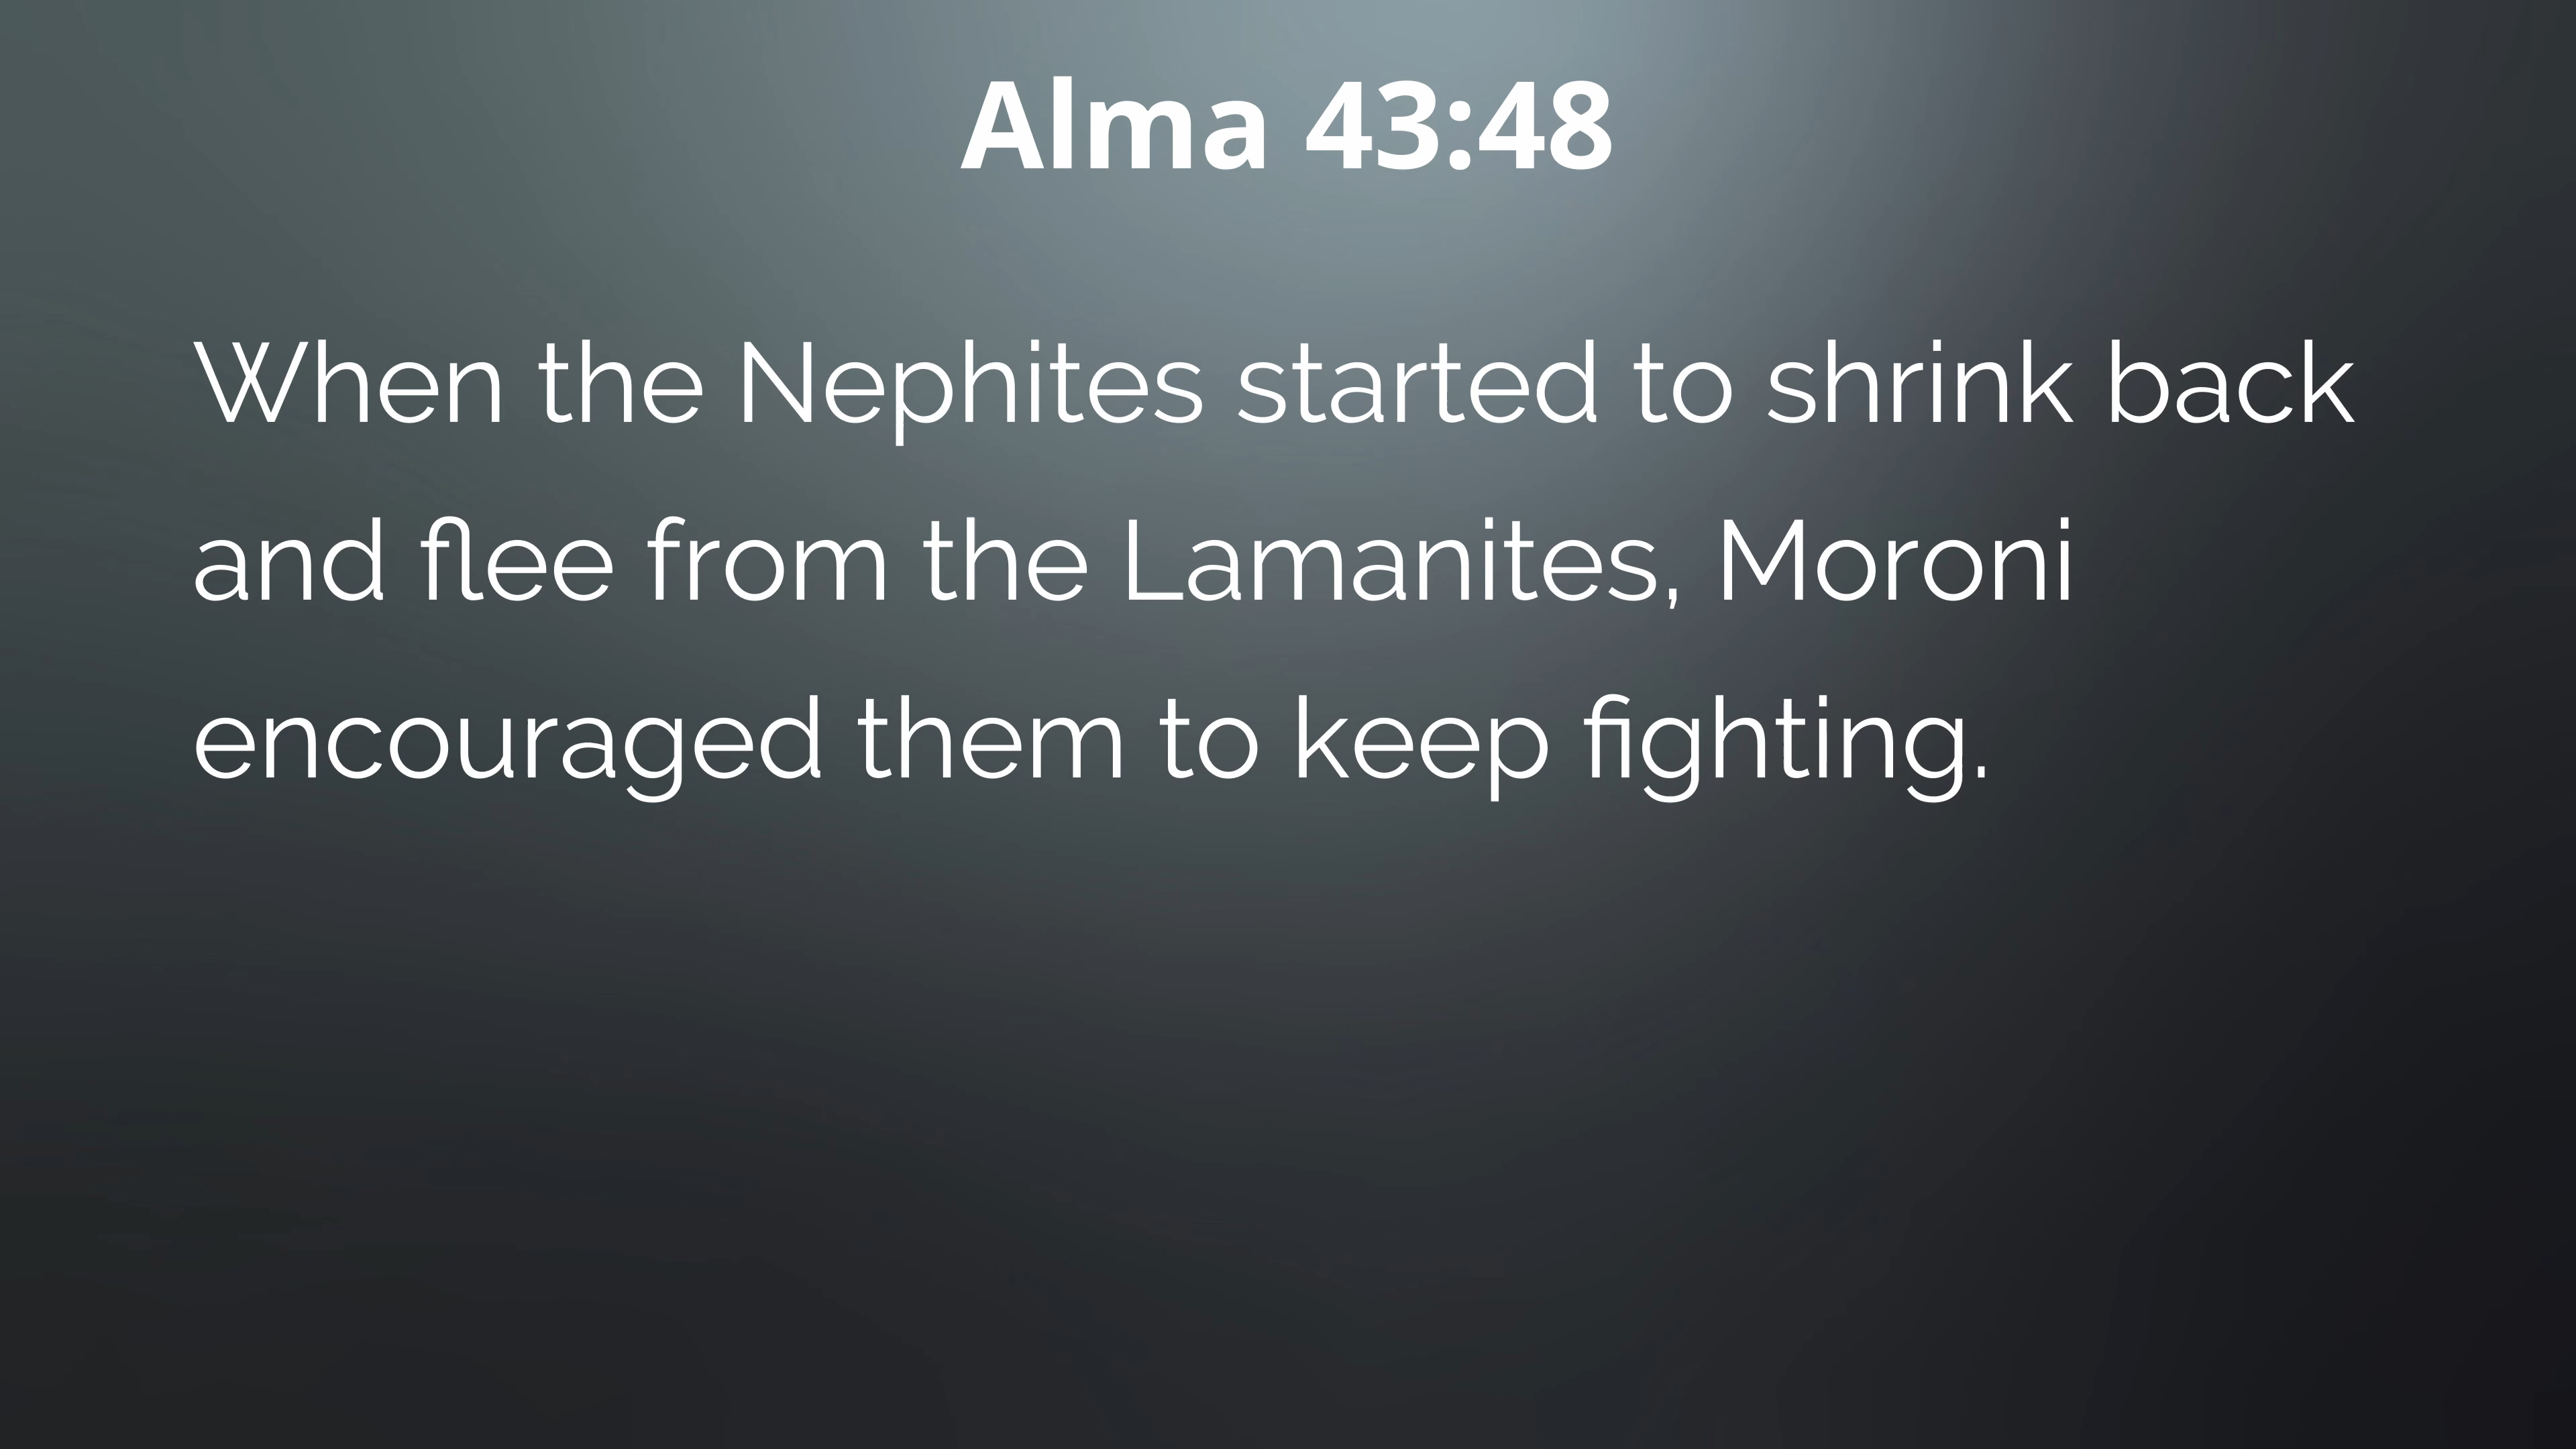 Alma 43:48
When the Nephites started to shrink back
and flee from the Lamanites, Moroni
encouraged them to keep fighting.